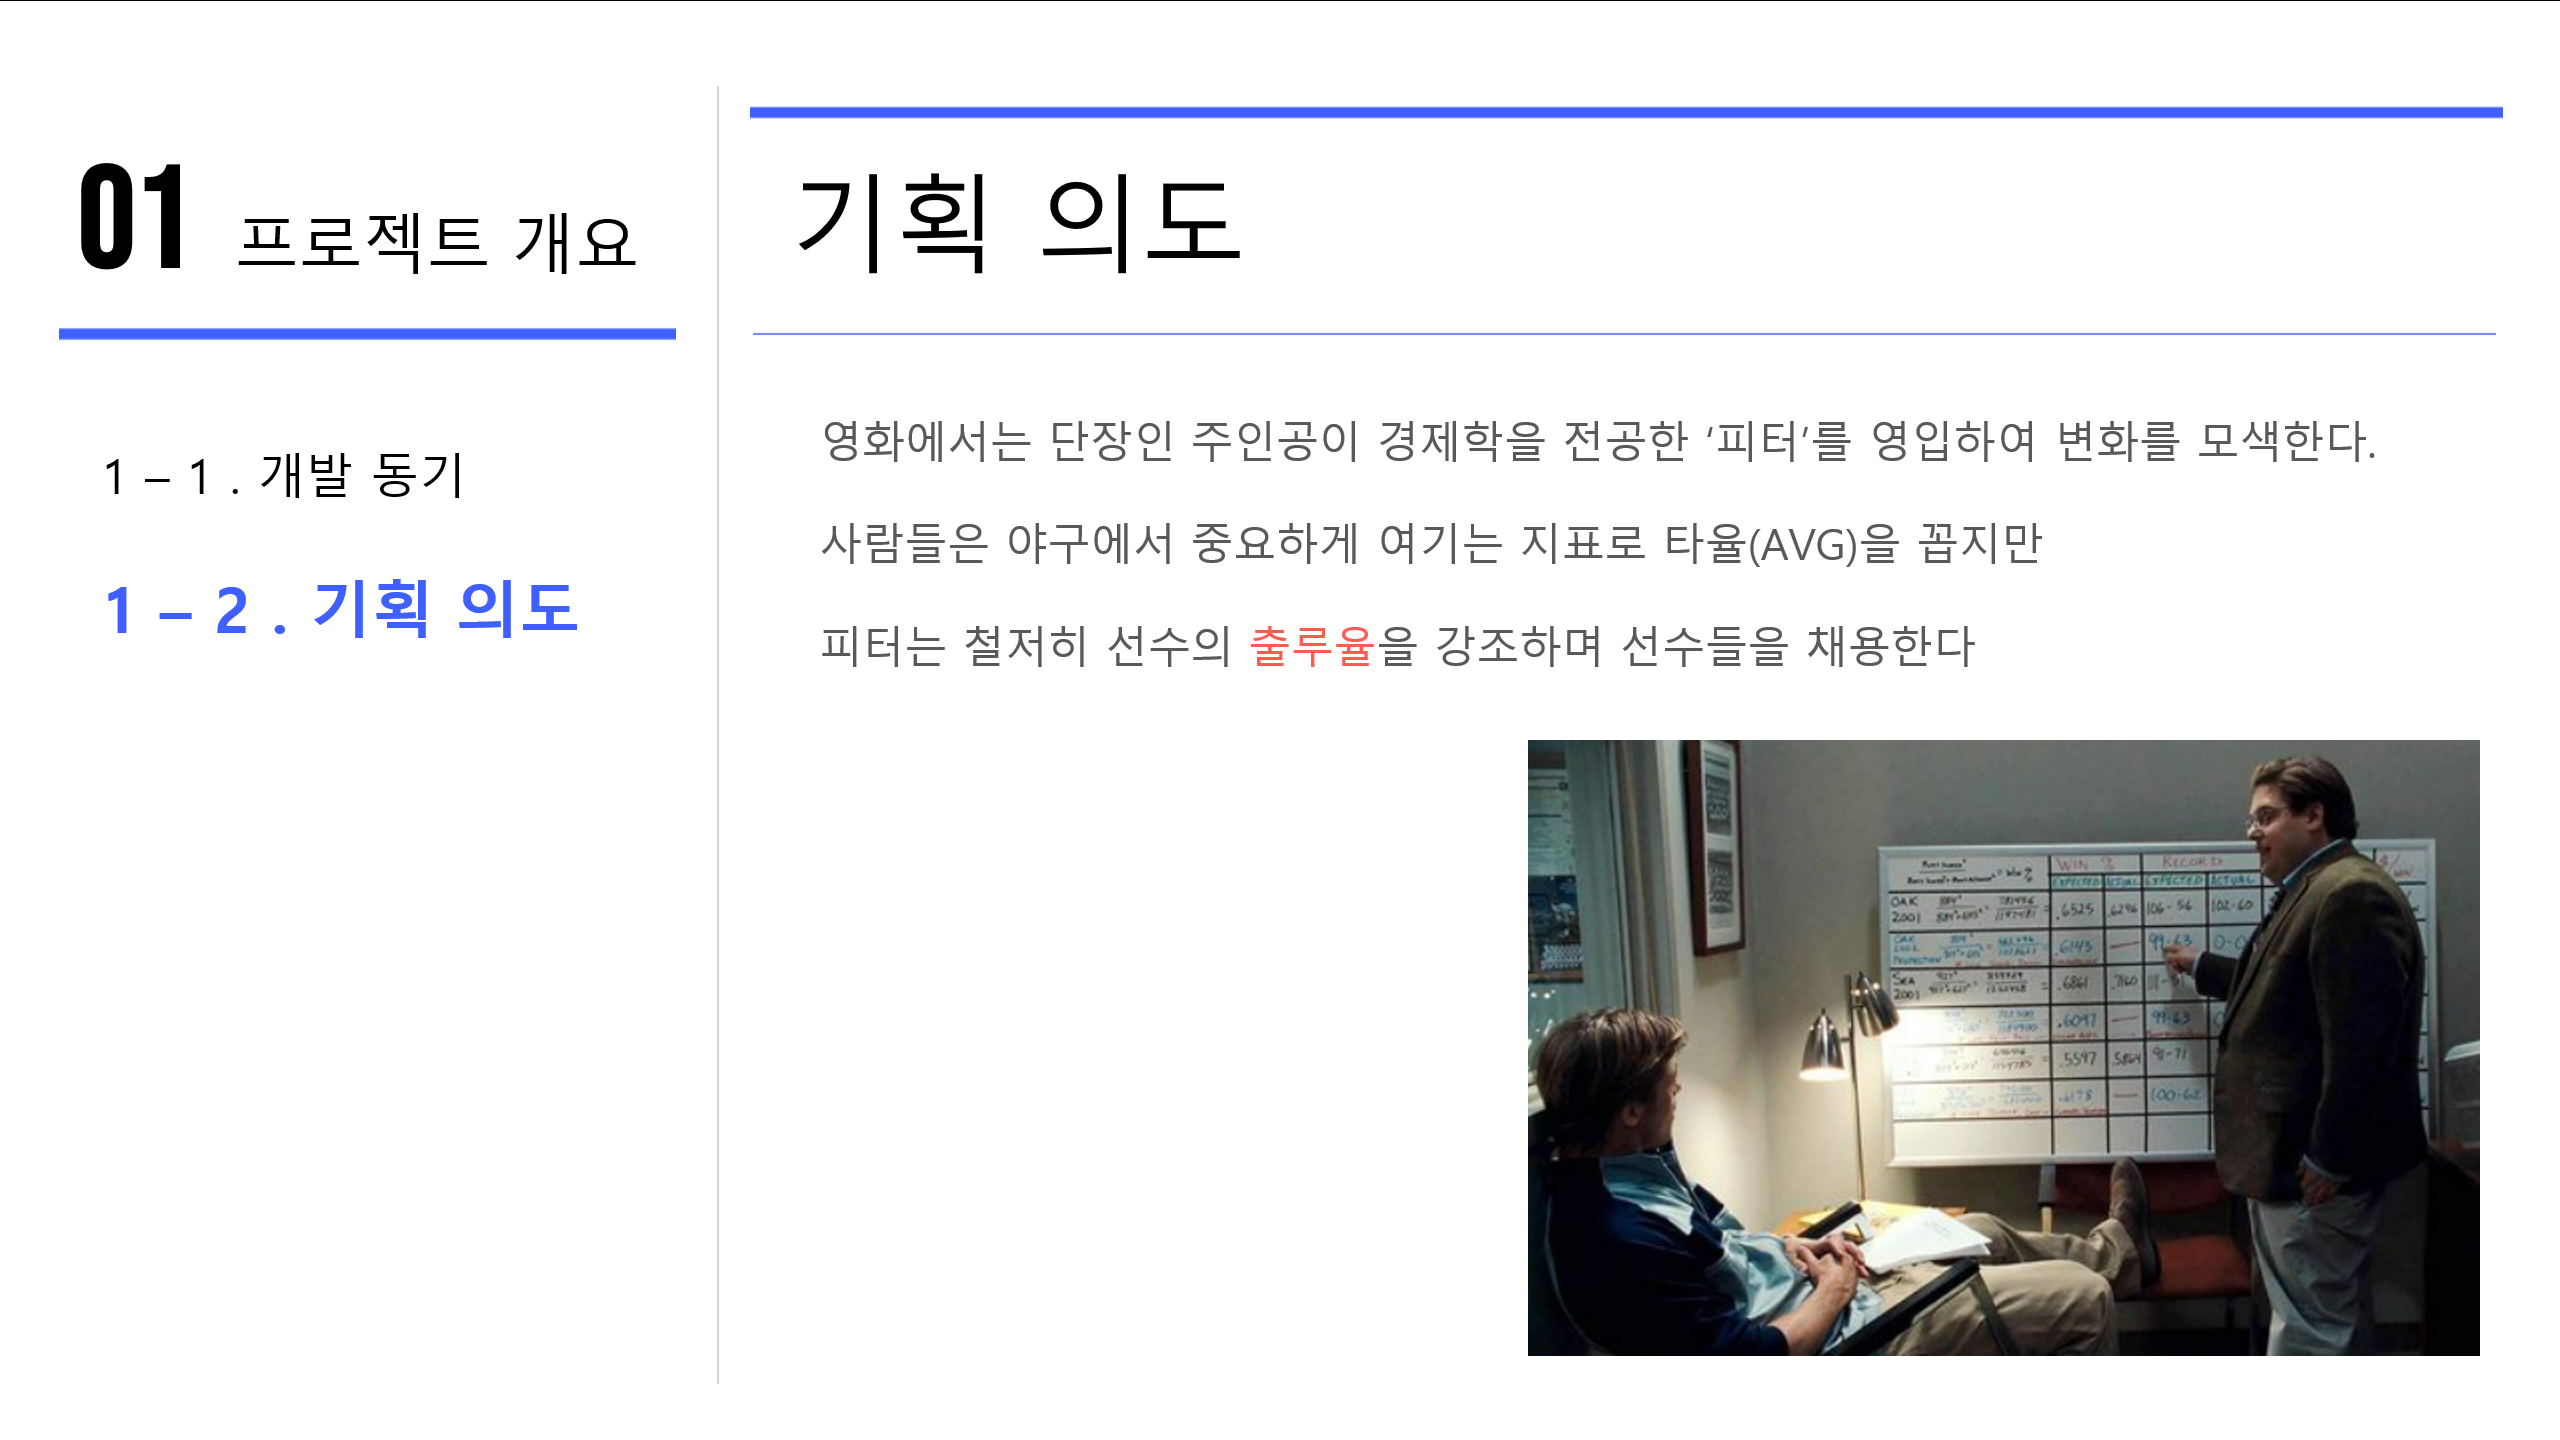 01 프로젝트 개요
1 – 1 . 개발 동기
1 – 2 . 기획 의도
기획 의도
영화에서는 단장인 주인공이 경제학을 전공한 ‘피터’를 영입하여 변화를 모색한다.
사람들은 야구에서 중요하게 여기는 지표로 타율(AVG)을 꼽지만
피터는 철저히 선수의 출루율을 강조하며 선수들을 채용한다
WIN % RECORD
EXPECTED ACTUAL EXPECTED ACTUAL
OAK 2001 .6525 .6296 106-56 102-60
.6143 99-63
SEA 2001 .6861 .7160
.6097 99-63
.5597 91-71
.6178 100-62